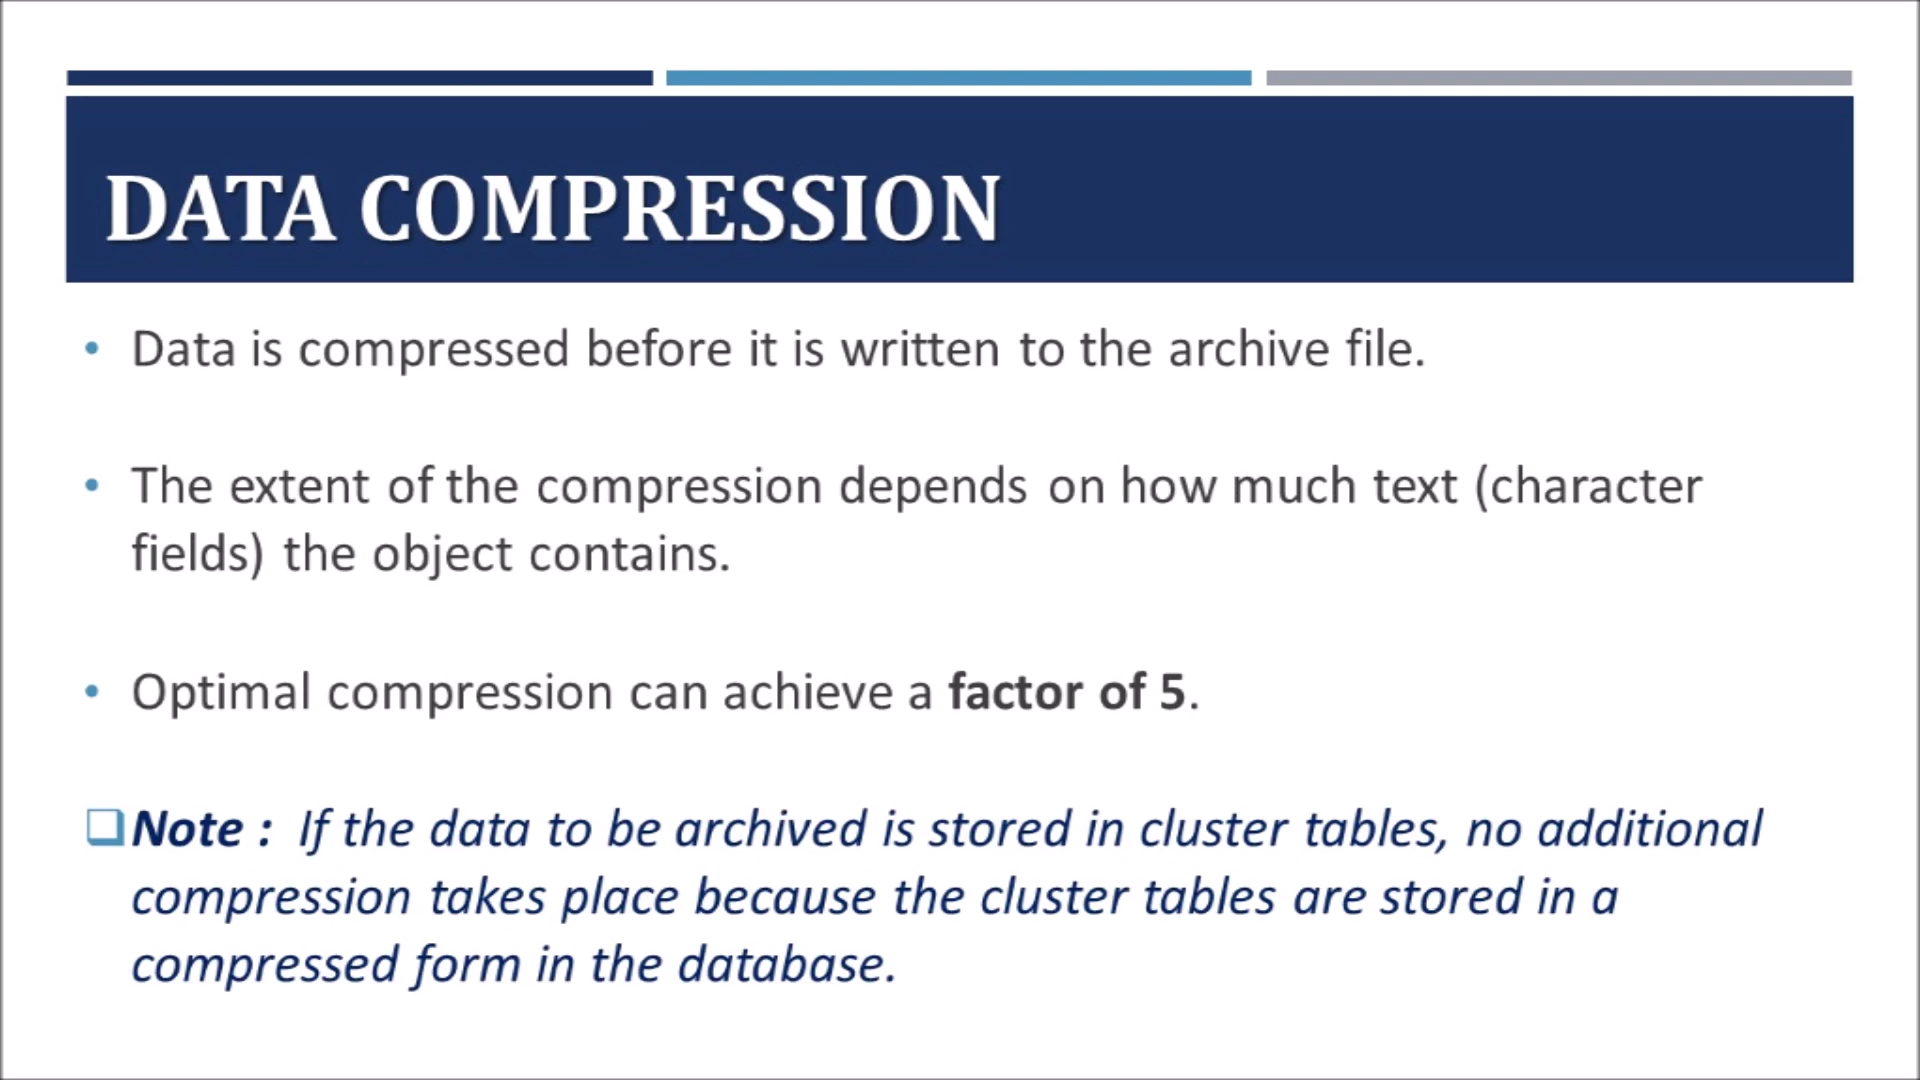 DATA COMPRESSION
• Data is compressed before it is written to the archive file.
• The extent of the compression depends on how much text (character
fields) the object contains.
• Optimal compression can achieve a factor of 5.
❑Note : If the data to be archived is stored in cluster tables, no additional
compression takes place because the cluster tables are stored in a
compressed form in the database.